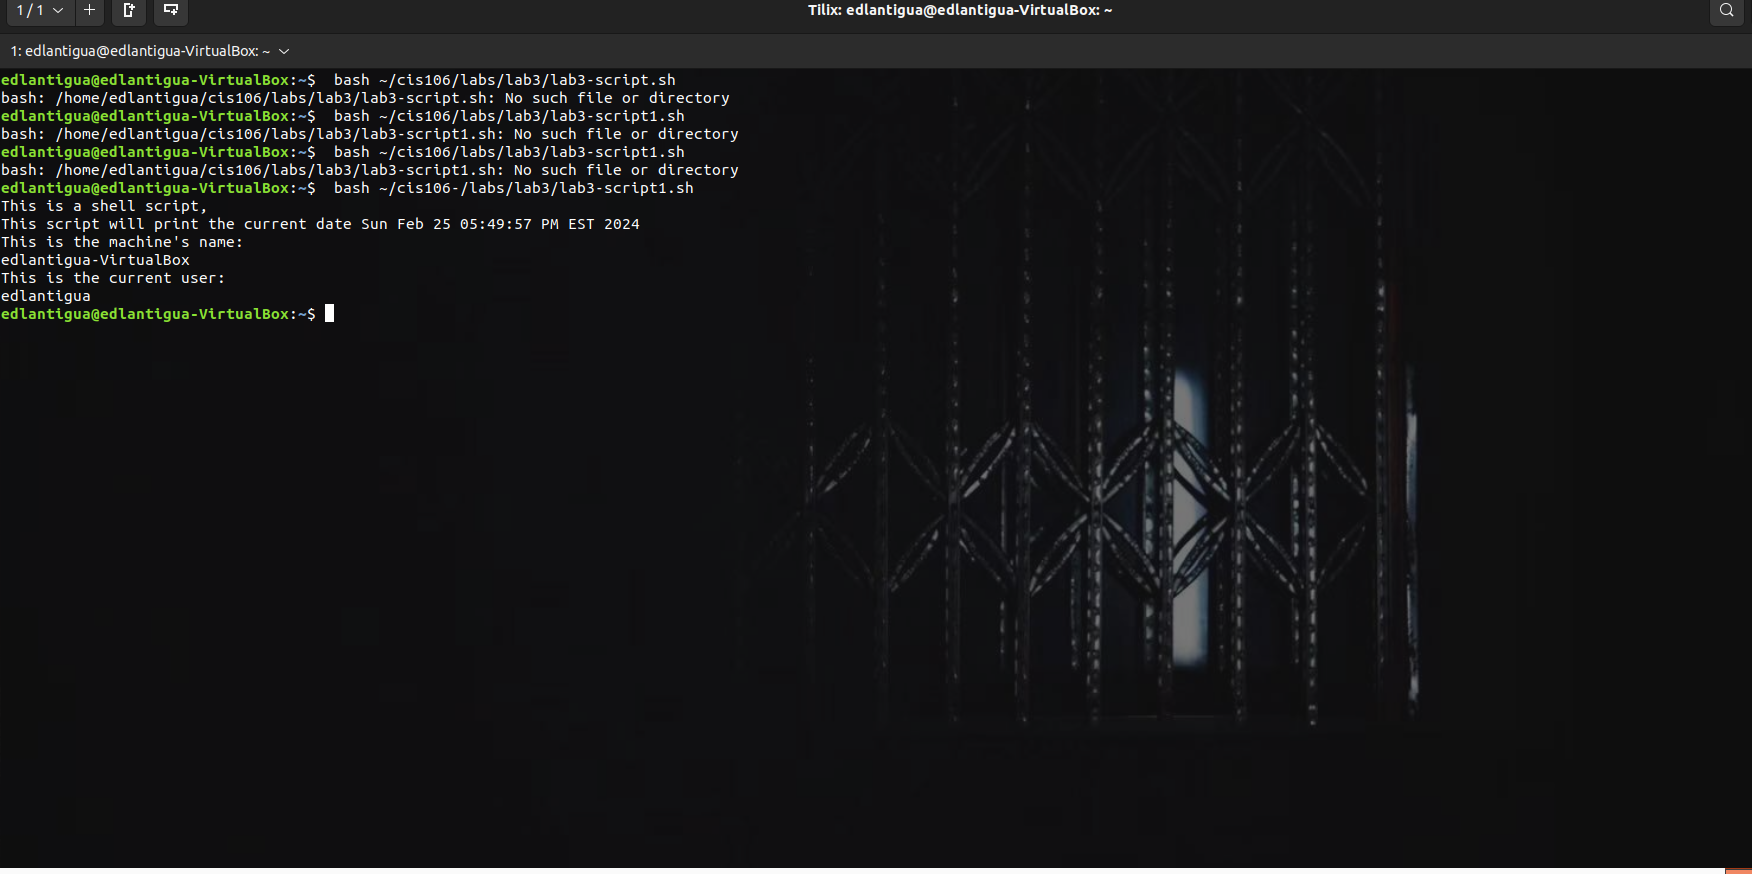 1 / 1
Tilix: edlantigua@edlantigua-VirtualBox: ~
1: edlantigua@edlantigua-VirtualBox: ~
edlantigua@edlantigua-VirtualBox:~$  bash ~/cis106/labs/lab3/lab3-script.sh
bash: /home/edlantigua/cis106/labs/lab3/lab3-script.sh: No such file or directory
edlantigua@edlantigua-VirtualBox:~$  bash ~/cis106/labs/lab3/lab3-script1.sh
bash: /home/edlantigua/cis106/labs/lab3/lab3-script1.sh: No such file or directory
edlantigua@edlantigua-VirtualBox:~$  bash ~/cis106/labs/lab3/lab3-script1.sh
bash: /home/edlantigua/cis106/labs/lab3/lab3-script1.sh: No such file or directory
edlantigua@edlantigua-VirtualBox:~$  bash ~/cis106-/labs/lab3/lab3-script1.sh
This is a shell script,
This script will print the current date Sun Feb 25 05:49:57 PM EST 2024
This is the machine's name:
edlantigua-VirtualBox
This is the current user:
edlantigua
edlantigua@edlantigua-VirtualBox:~$